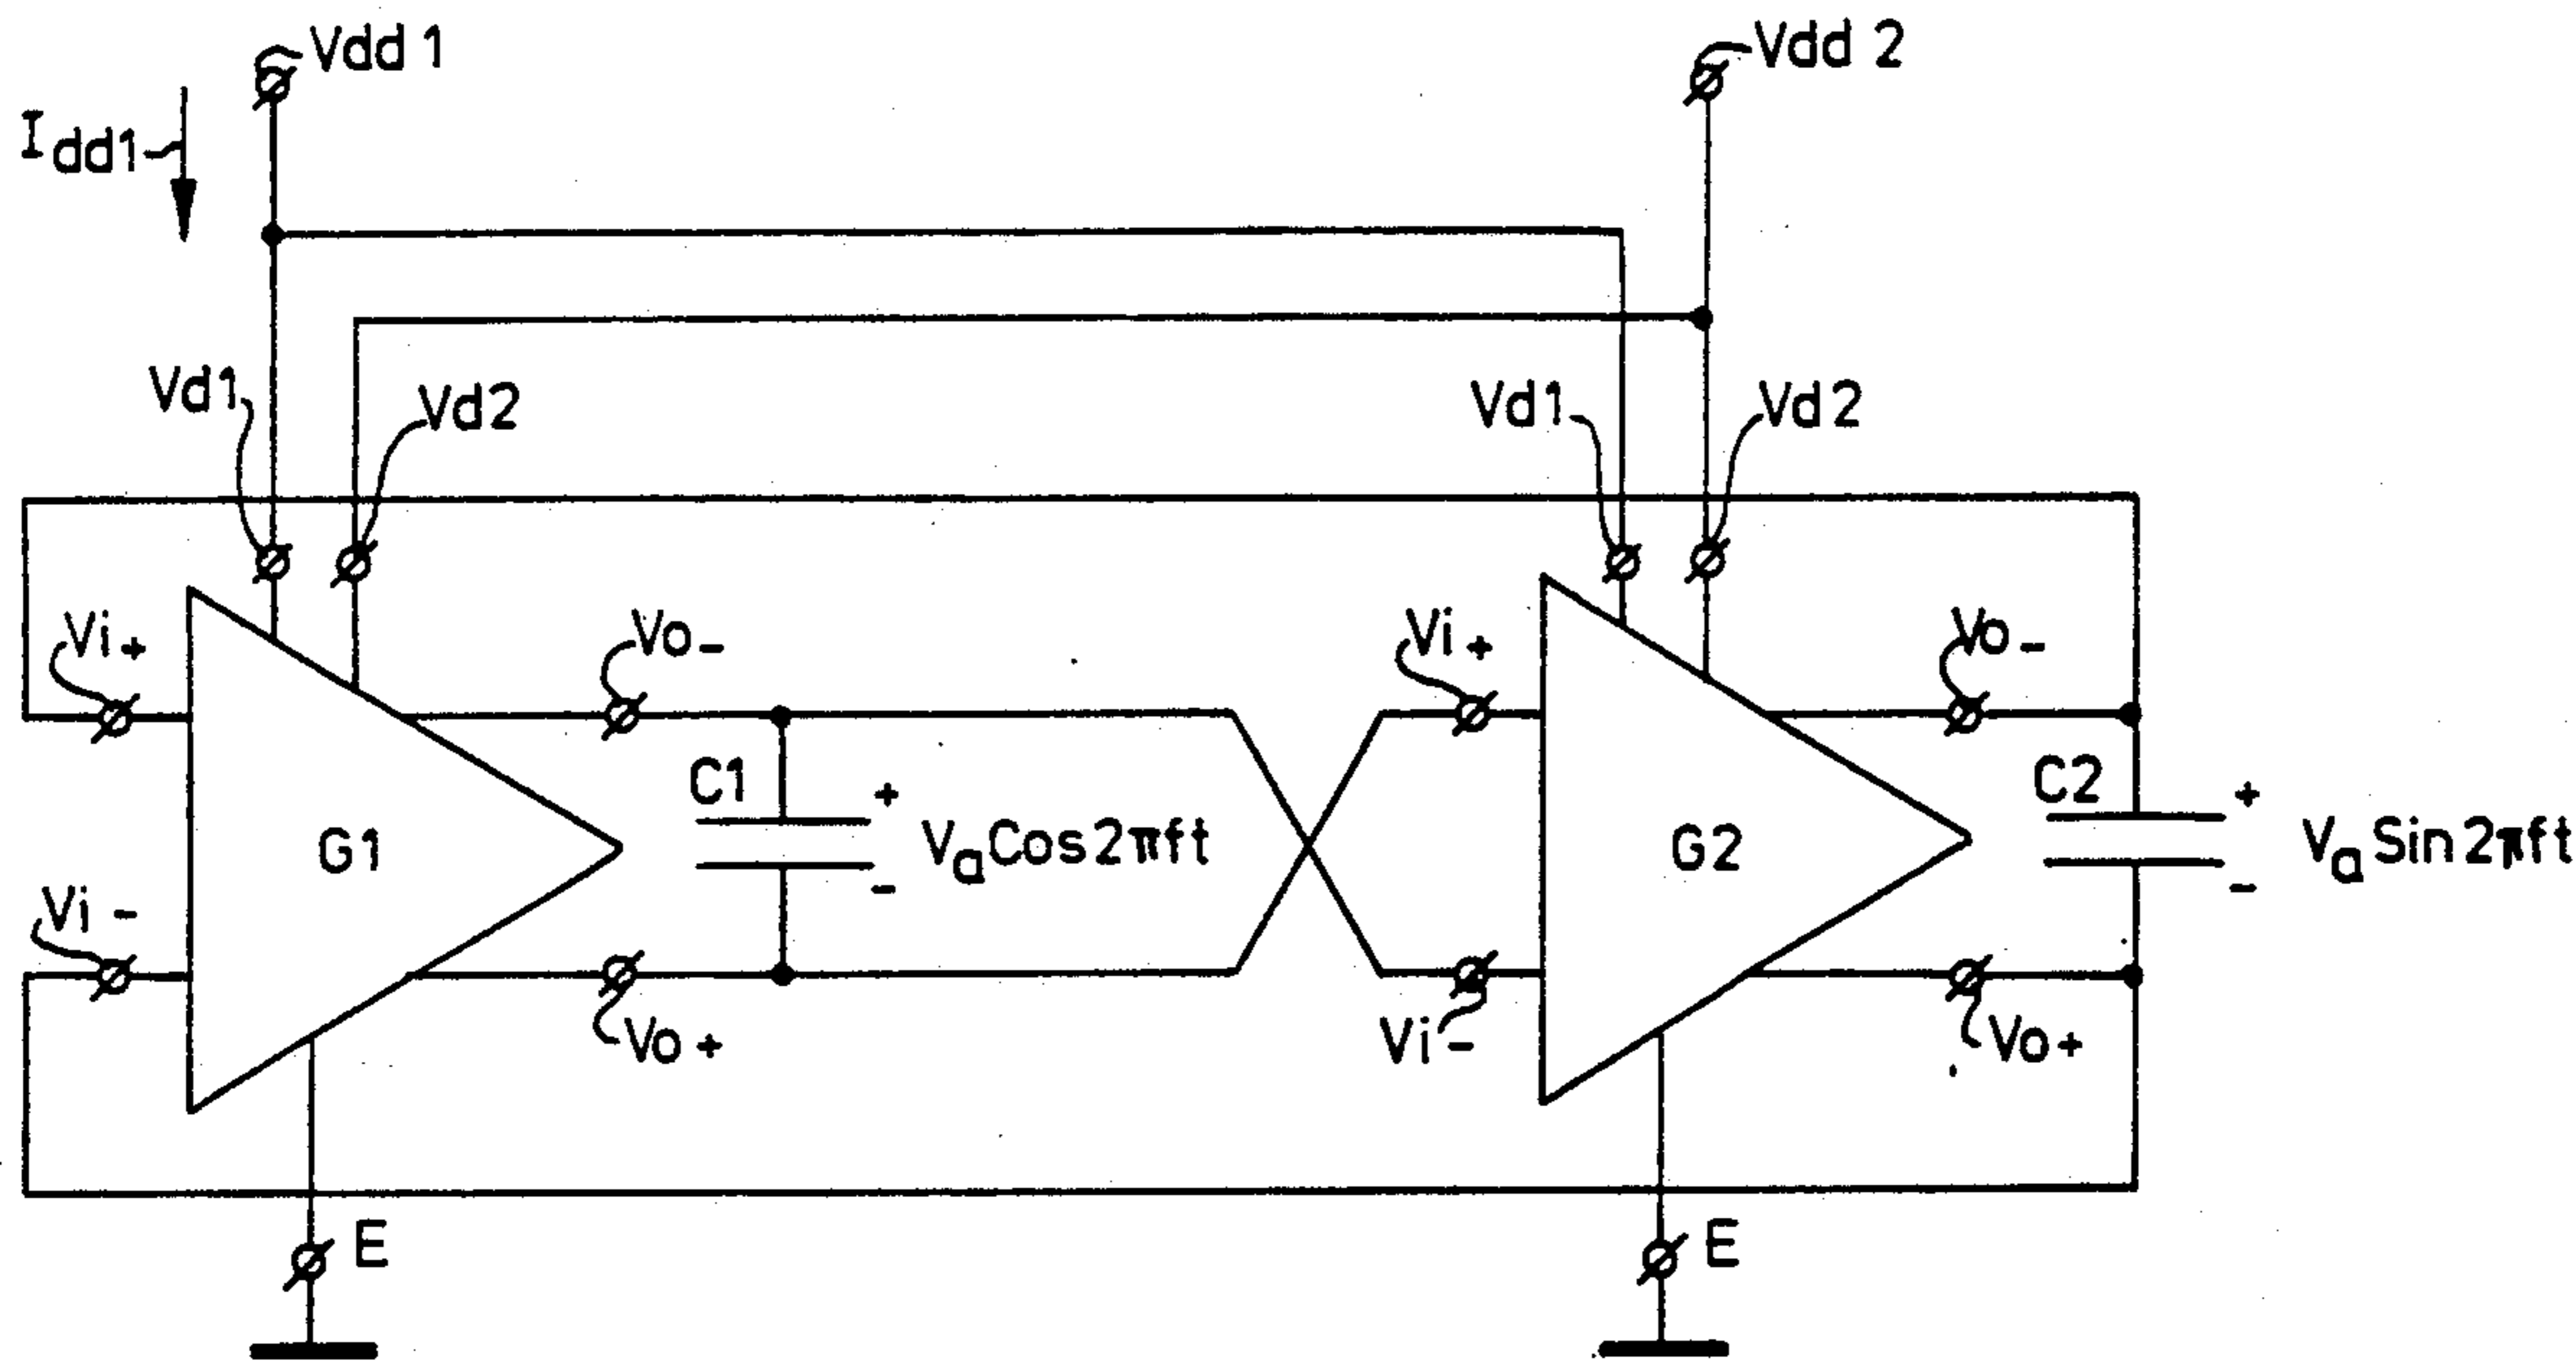 Vdd 1
Vdd 2
Idd1
Vd1
Vd2
Vd1
Vd2
Vi+
Vo-
Vi+
Vo-
C1
+
-
VaCos2πft
C2
+
-
VaSin2πft
G1
G2
Vi-
Vo+
Vi-
Vo+
E
E